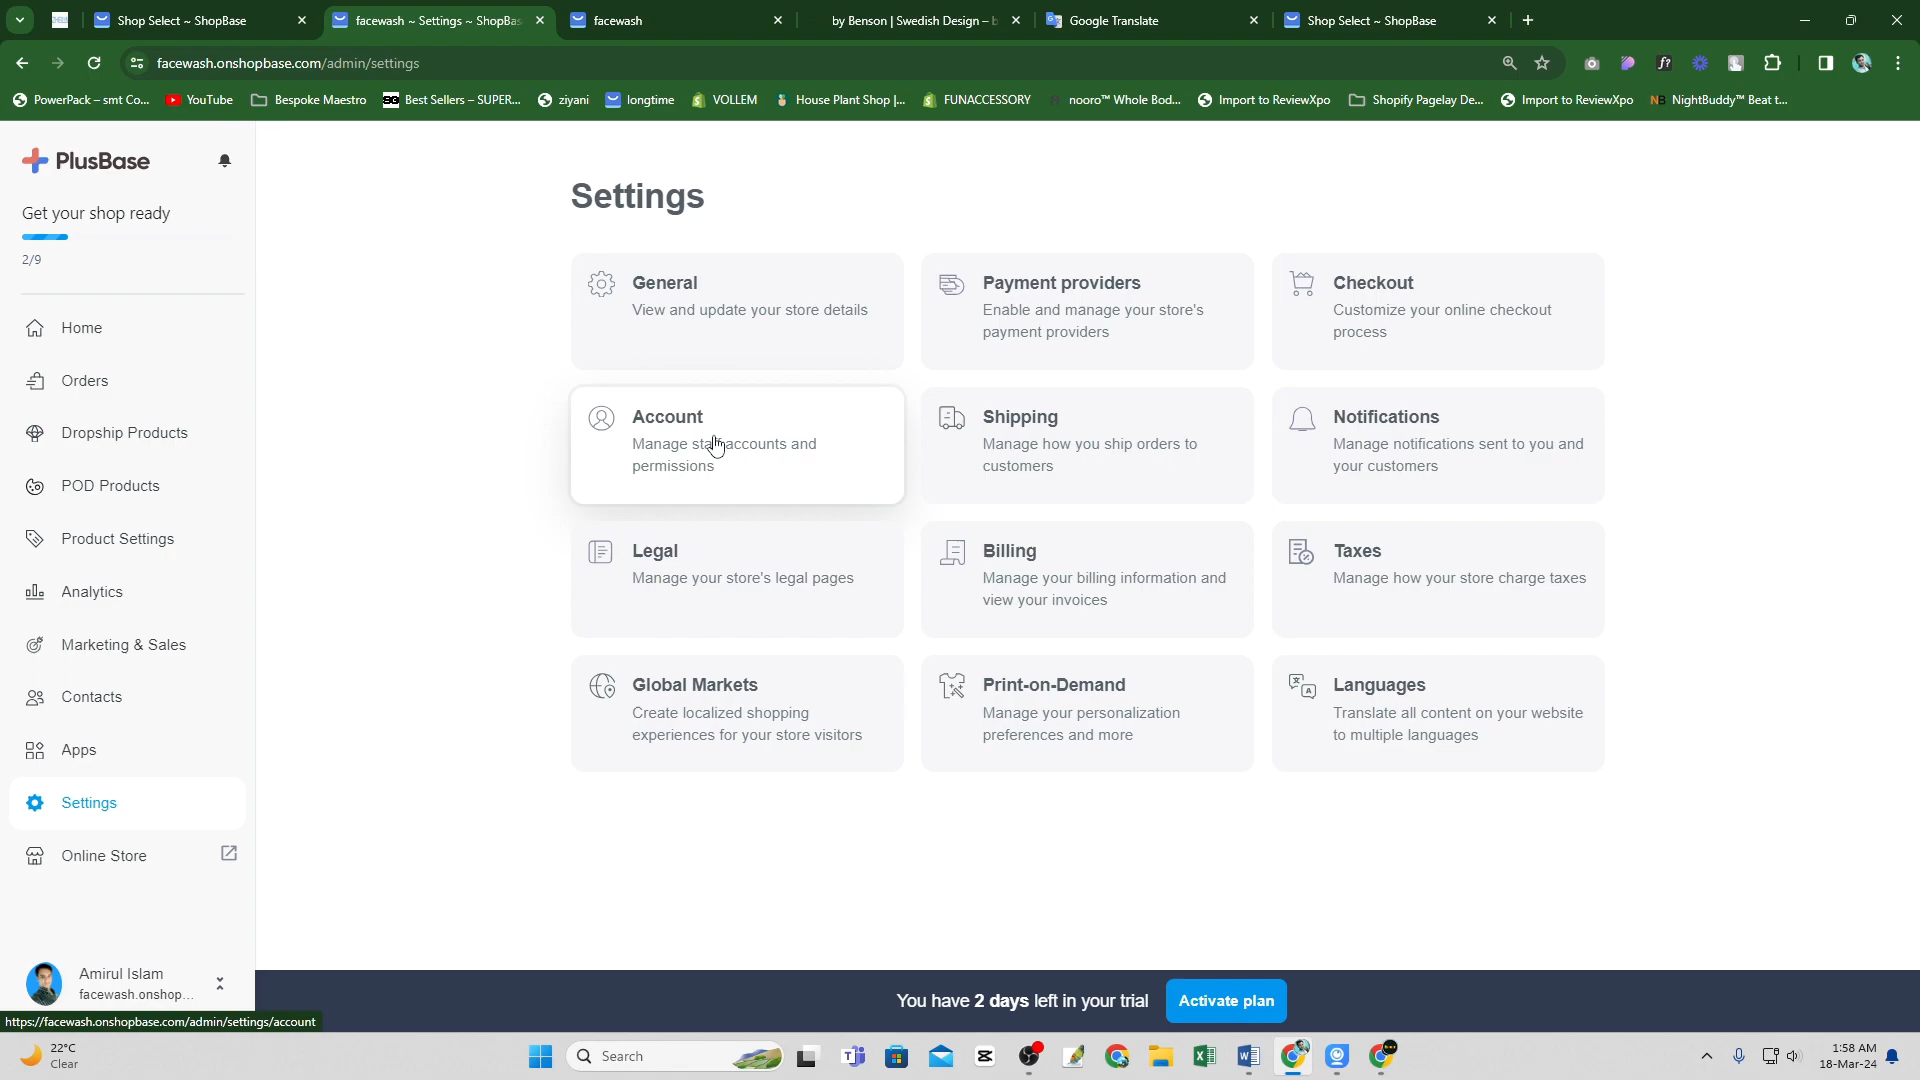 Shop Select ~ ShopBase
facewash ~ Settings ~ ShopBas
facewash
by Benson | Swedish Design – b
Google Translate
Shop Select ~ ShopBase
facewash.onshopbase.com/admin/settings
PowerPack – smt Co...
YouTube
Bespoke Maestro
Best Sellers – SUPER...
ziyani
longtime
VOLLEM
House Plant Shop |...
FUNACCESSORY
nooro™ Whole Bod...
Import to ReviewXpo
Shopify Pagelay De...
Import to ReviewXpo
NightBuddy™ Beat t...
PlusBase
Get your shop ready
2/9
Home
Orders
Dropship Products
POD Products
Product Settings
Analytics
Marketing & Sales
Contacts
Apps
Settings
Online Store
Amirul Islam
facewash.onshop...
https://facewash.onshopbase.com/admin/settings/account
Settings
General
View and update your store details
Payment providers
Enable and manage your store's
payment providers
Checkout
Customize your online checkout
process
Account
Manage staff accounts and
permissions
Shipping
Manage how you ship orders to
customers
Notifications
Manage notifications sent to you and
your customers
Legal
Manage your store's legal pages
Billing
Manage your billing information and
view your invoices
Taxes
Manage how your store charge taxes
Global Markets
Create localized shopping
experiences for your store visitors
Print-on-Demand
Manage your personalization
preferences and more
Languages
Translate all content on your website
to multiple languages
You have 2 days left in your trial
Activate plan
22°C
Clear
Search
1:58 AM
18-Mar-24